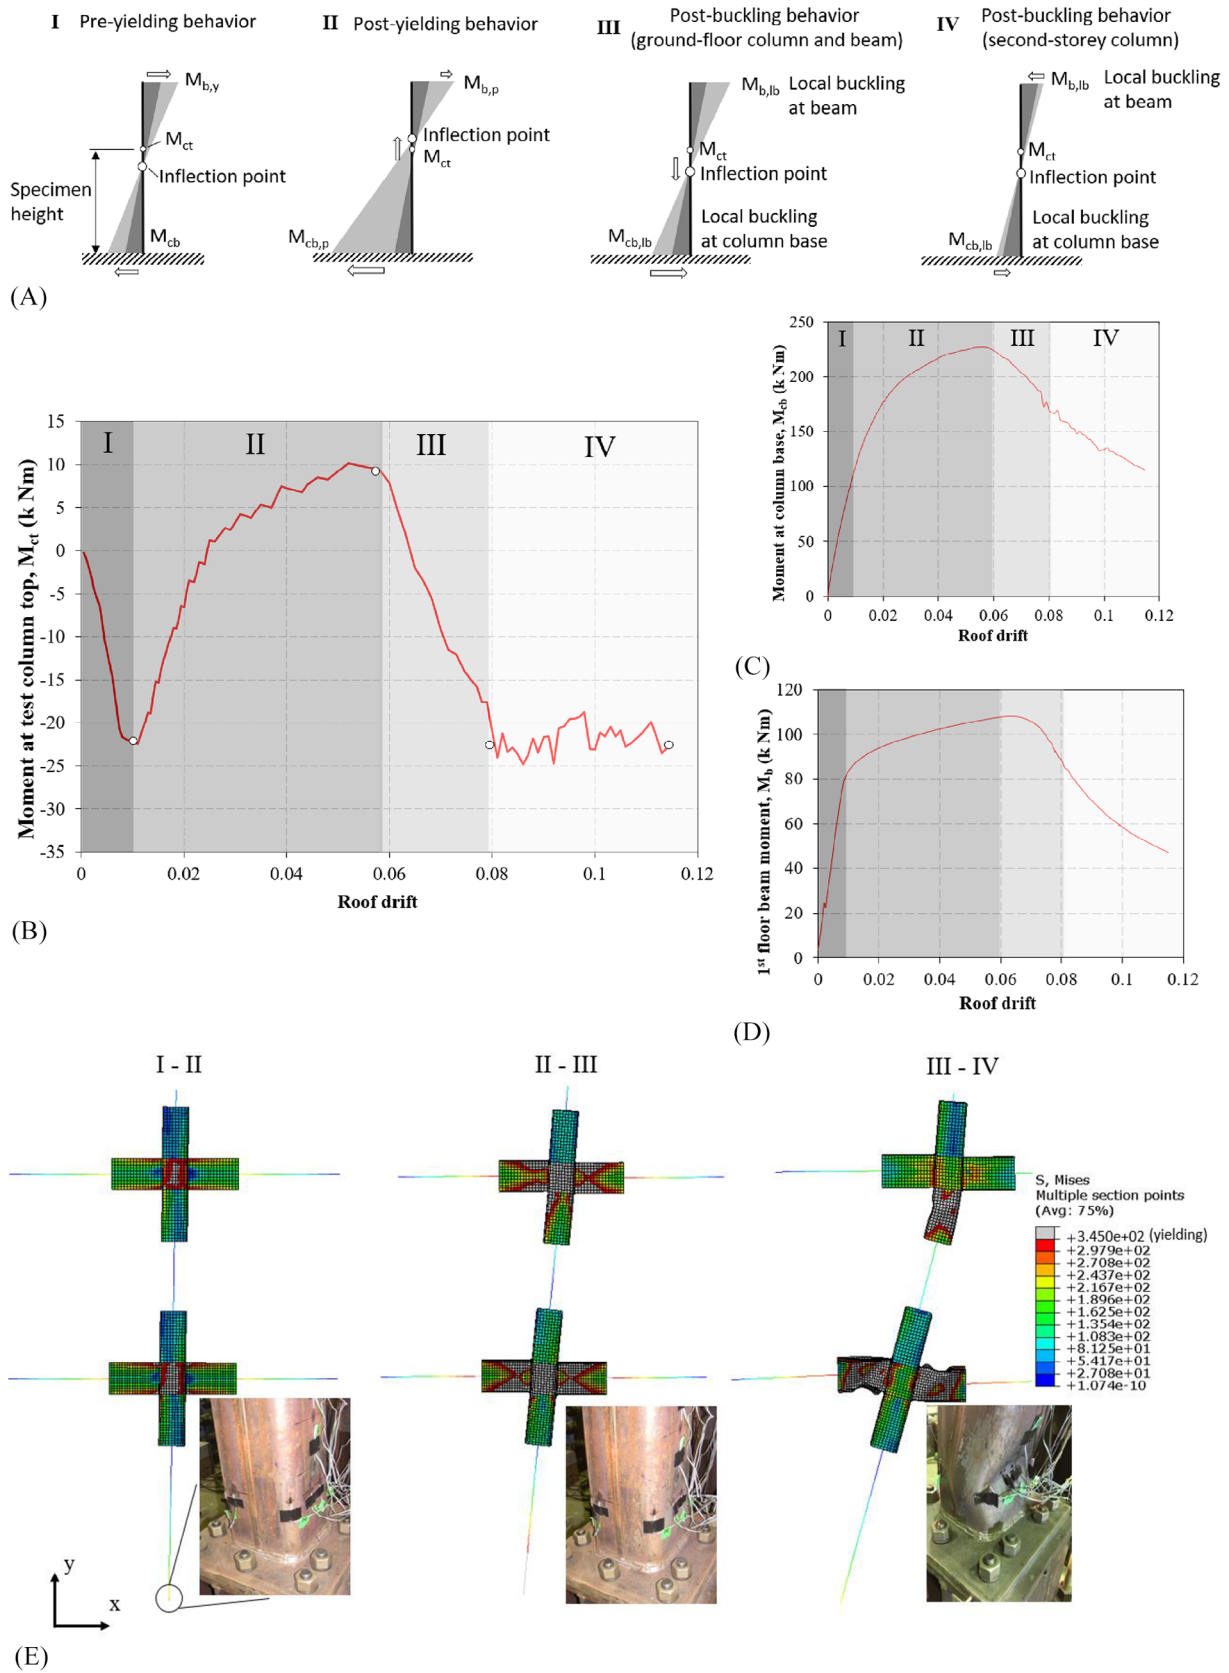 I Pre-yielding behavior
II Post-yielding behavior
III Post-buckling behavior
(ground-floor column and beam)
IV Post-buckling behavior
(second-storey column)
Mb,y
Mct
Inflection point
Specimen
height
Mcb
Mb,p
Inflection point
Mct
Mcb,p
Mb,lb Local buckling
at beam
Mct
Inflection point
Local buckling
Mcb,lb at column base
Mb,lb Local buckling
at beam
Mct
Inflection point
Local buckling
Mcb,lb at column base
(A)
15
10
5
0
-5
-10
-15
-20
-25
-30
-35
I
II
III
IV
Moment at test column top, Mct (k Nm)
0 0.02 0.04 0.06 0.08 0.1 0.12
Roof drift
(B)
250
200
150
100
50
0
I
II
III
IV
Moment at column base, Mcb (k Nm)
0 0.02 0.04 0.06 0.08 0.1 0.12
Roof drift
(C)
120
100
80
60
40
20
0
1st floor beam moment, Mb (k Nm)
0 0.02 0.04 0.06 0.08 0.1 0.12
Roof drift
(D)
I - II
II - III
III - IV
S, Mises
Multiple section points
(Avg: 75%)
+3.450e+02 (yielding)
+2.979e+02
+2.708e+02
+2.437e+02
+2.167e+02
+1.896e+02
+1.625e+02
+1.354e+02
+1.083e+02
+8.125e+01
+5.417e+01
+2.708e+01
+1.074e-10
y
x
(E)